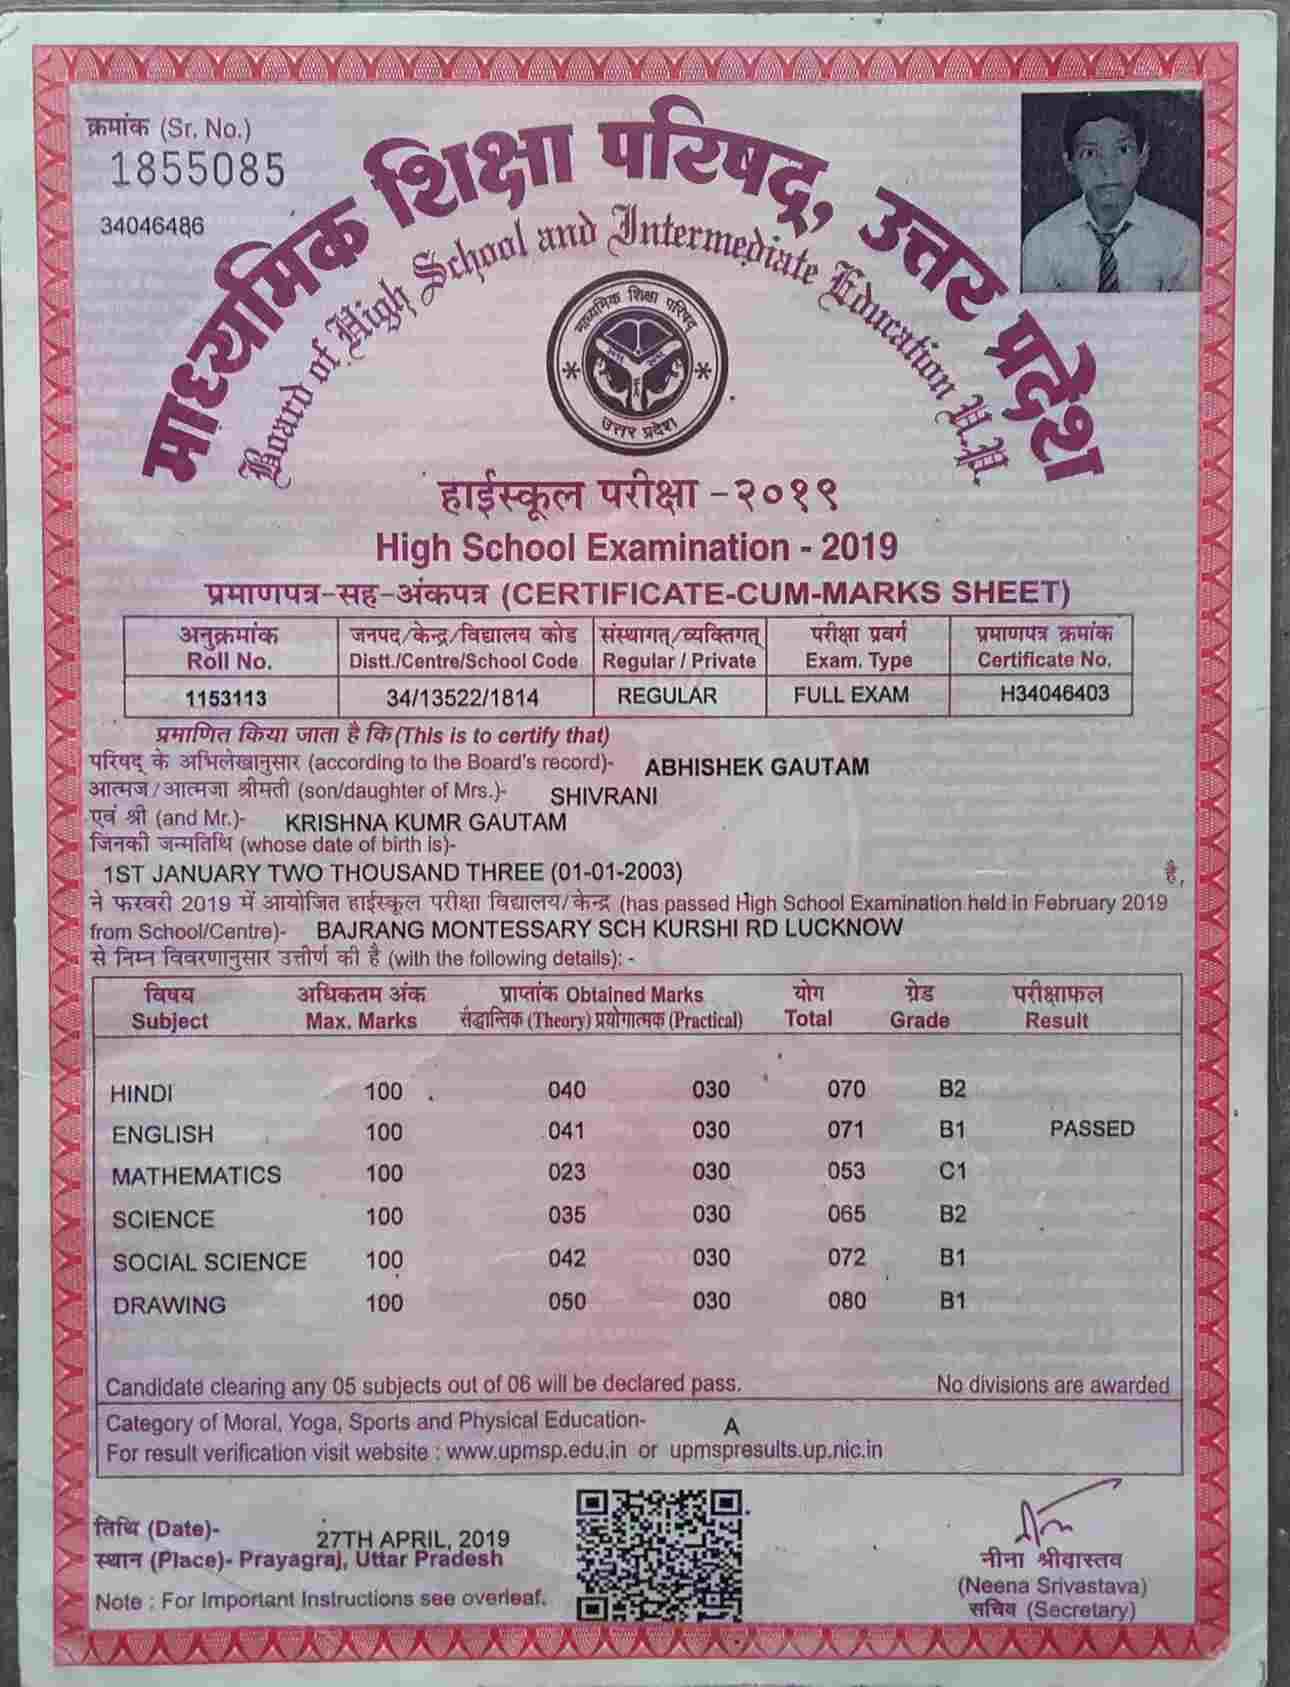 क्रमांक (Sr. No.)
1855085
34046486
माध्यमिक शिक्षा परिषद्, उत्तर प्रदेश
Board of High School and Intermediate Education U.P.
माध्यमिक शिक्षा परिषद
उत्तर प्रदेश
हाईस्कूल परीक्षा - २०१९
High School Examination - 2019
प्रमाणपत्र-सह-अंकपत्र (CERTIFICATE-CUM-MARKS SHEET)
अनुक्रमांक जनपद/केन्द्र/विद्यालय कोड संस्थागत्/व्यक्तिगत् परीक्षा प्रवर्ग प्रमाणपत्र क्रमांक
Roll No. Distt./Centre/School Code Regular / Private Exam. Type Certificate No.
1153113 34/13522/1814 REGULAR FULL EXAM H34046403
प्रमाणित किया जाता है कि (This is to certify that)
परिषद् के अभिलेखानुसार (according to the Board's record)- ABHISHEK GAUTAM
आत्मज/आत्मजा श्रीमती (son/daughter of Mrs.)- SHIVRANI
एवं श्री (and Mr.)- KRISHNA KUMR GAUTAM
जिनकी जन्मतिथि (whose date of birth is)-
1ST JANUARY TWO THOUSAND THREE (01-01-2003) है,
ने फरवरी 2019 में आयोजित हाईस्कूल परीक्षा विद्यालय/केन्द्र (has passed High School Examination held in February 2019
from School/Centre)- BAJRANG MONTESSARY SCH KURSHI RD LUCKNOW
से निम्न विवरणानुसार उत्तीर्ण की है (with the following details): -
विषय अधिकतम अंक प्राप्तांक Obtained Marks योग ग्रेड परीक्षाफल
Subject Max. Marks सैद्धान्तिक (Theory) प्रयोगात्मक (Practical) Total Grade Result
HINDI 100 040 030 070 B2
ENGLISH 100 041 030 071 B1 PASSED
MATHEMATICS 100 023 030 053 C1
SCIENCE 100 035 030 065 B2
SOCIAL SCIENCE 100 042 030 072 B1
DRAWING 100 050 030 080 B1
Candidate clearing any 05 subjects out of 06 will be declared pass. No divisions are awarded
Category of Moral, Yoga, Sports and Physical Education- A
For result verification visit website : www.upmsp.edu.in or upmspresults.up.nic.in
तिथि (Date)- 27TH APRIL, 2019
स्थान (Place)- Prayagraj, Uttar Pradesh
Note : For Important Instructions see overleaf.
नीना श्रीवास्तव
(Neena Srivastava)
सचिव (Secretary)